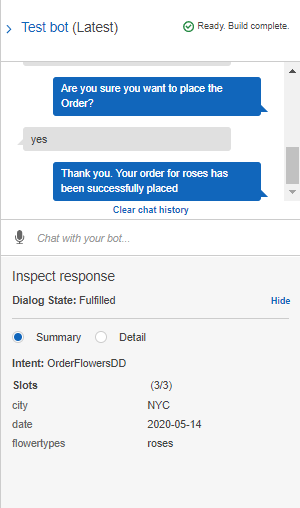 Test bot (Latest)
Ready. Build complete.
Are you sure you want to place the
Order?
yes
Thank you. Your order for roses has
been successfully placed
Clear chat history
Chat with your bot...
Inspect response
Dialog State: Fulfilled
Hide
Summary
Detail
Intent: OrderFlowersDD
Slots (3/3)
city NYC
date 2020-05-14
flowertypes roses